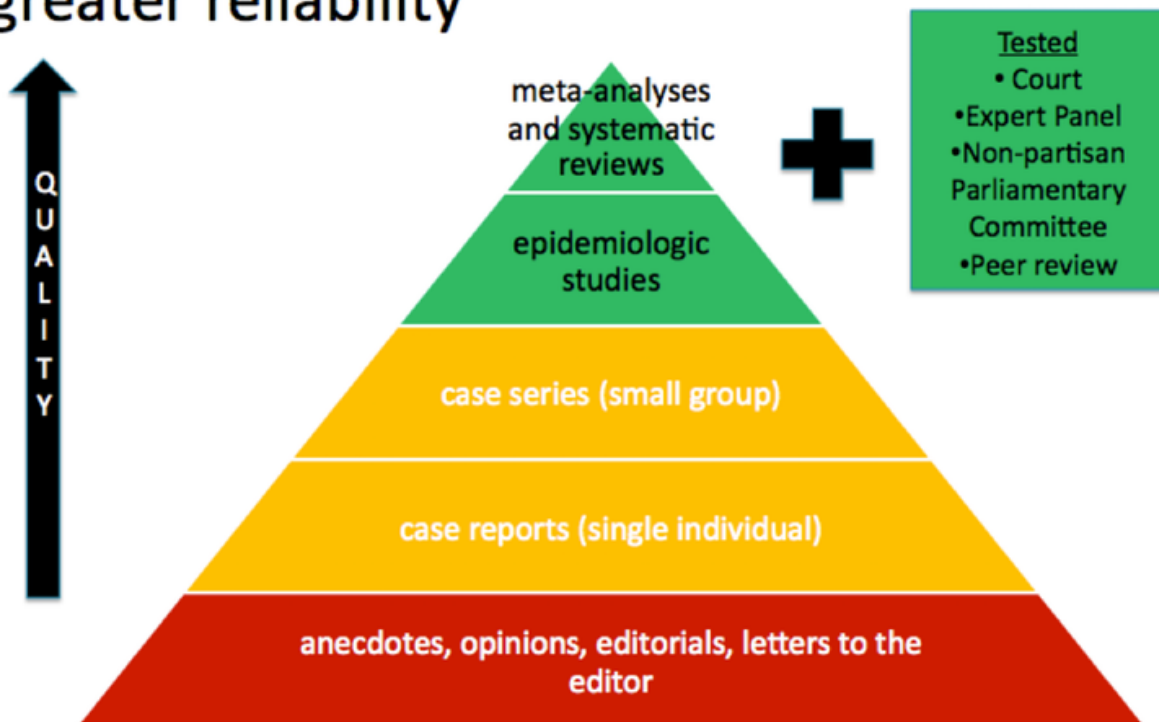 greater reliability
QUALITY
meta-analyses
and systematic
reviews
epidemiologic
studies
case series (small group)
case reports (single individual)
anecdotes, opinions, editorials, letters to the
editor
Tested
• Court
•Expert Panel
•Non-partisan
Parliamentary
Committee
•Peer review